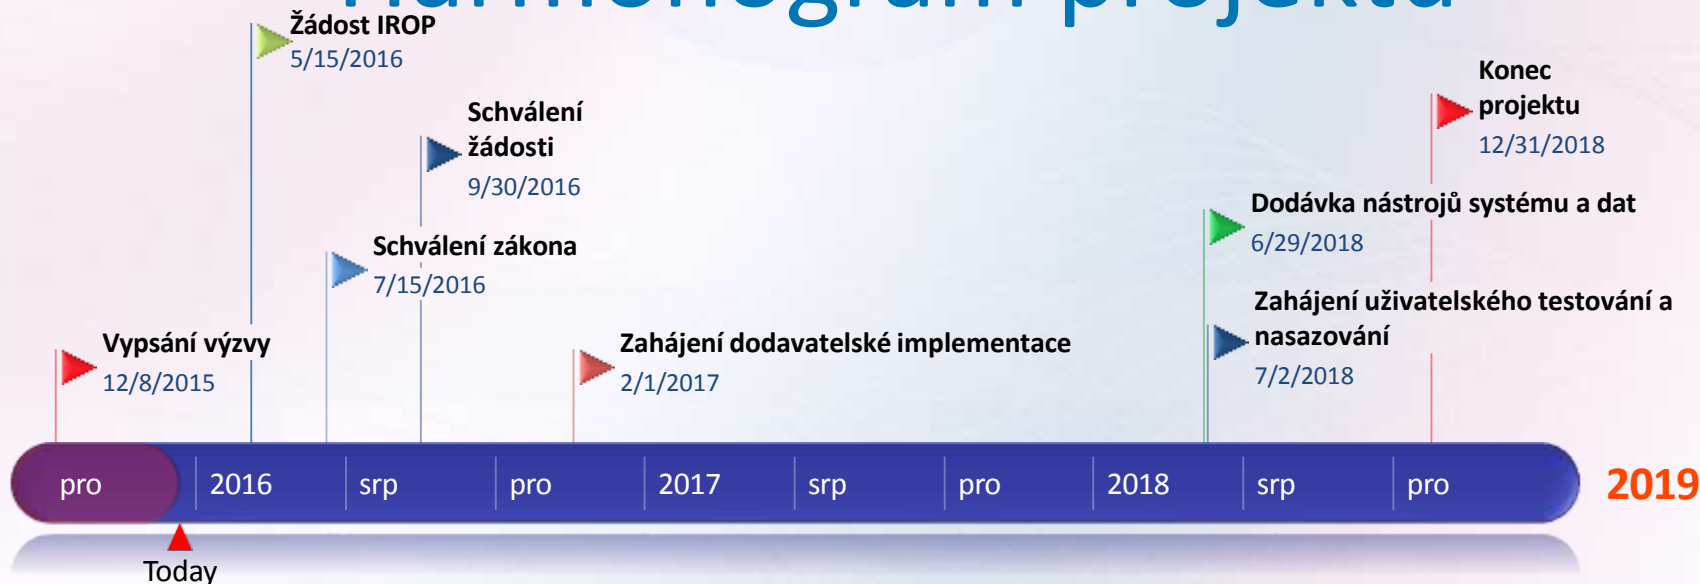 Harmonogram projektu
Žádost IROP
5/15/2016
Konec
projektu
12/31/2018
Schválení
žádosti
9/30/2016
Dodávka nástrojů systému a dat
6/29/2018
Schválení zákona
7/15/2016
Zahájení uživatelského testování a
nasazování
7/2/2018
Vypsání výzvy
12/8/2015
Zahájení dodavatelské implementace
2/1/2017
pro 2016 srp pro 2017 srp pro 2018 srp pro 2019
Today